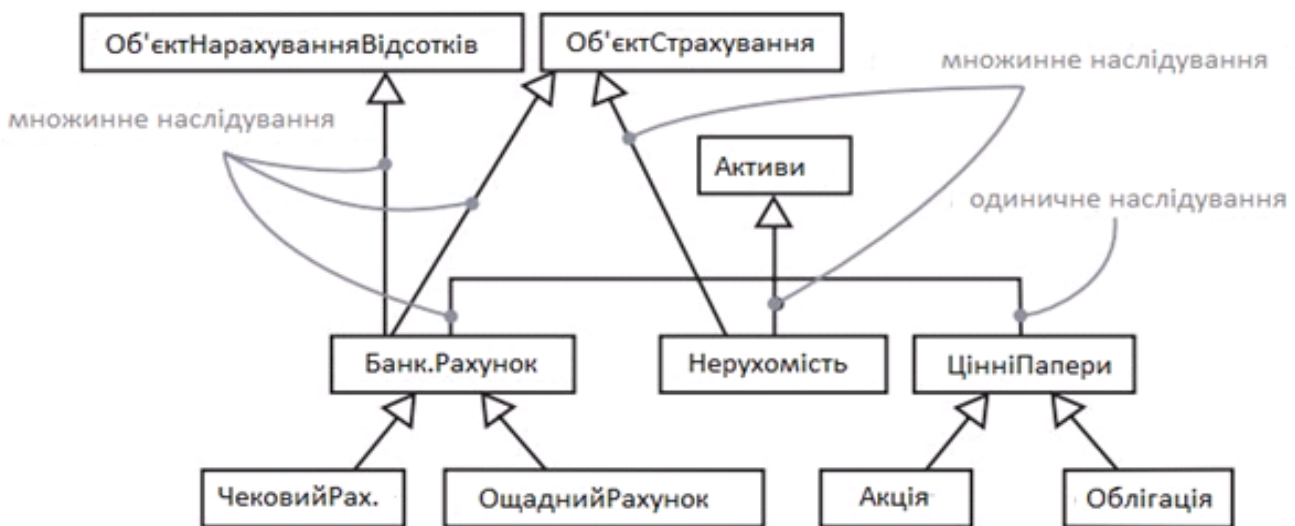 Об'єктНарахуванняВідсотків
Об'єктСтрахування
множинне наслідування
множинне наслідування
Активи
одиничне наслідування
Банк.Рахунок
Нерухомість
ЦінніПапери
ЧековийРах.
ОщаднийРахунок
Акція
Облігація